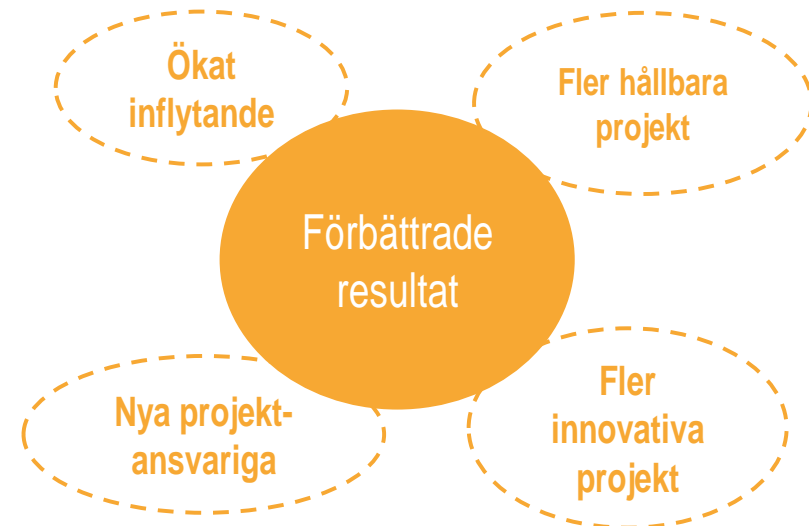 Ökat
inflytande
Fler hållbara
projekt
Förbättrade
resultat
Nya projekt-
ansvariga
Fler
innovativa
projekt